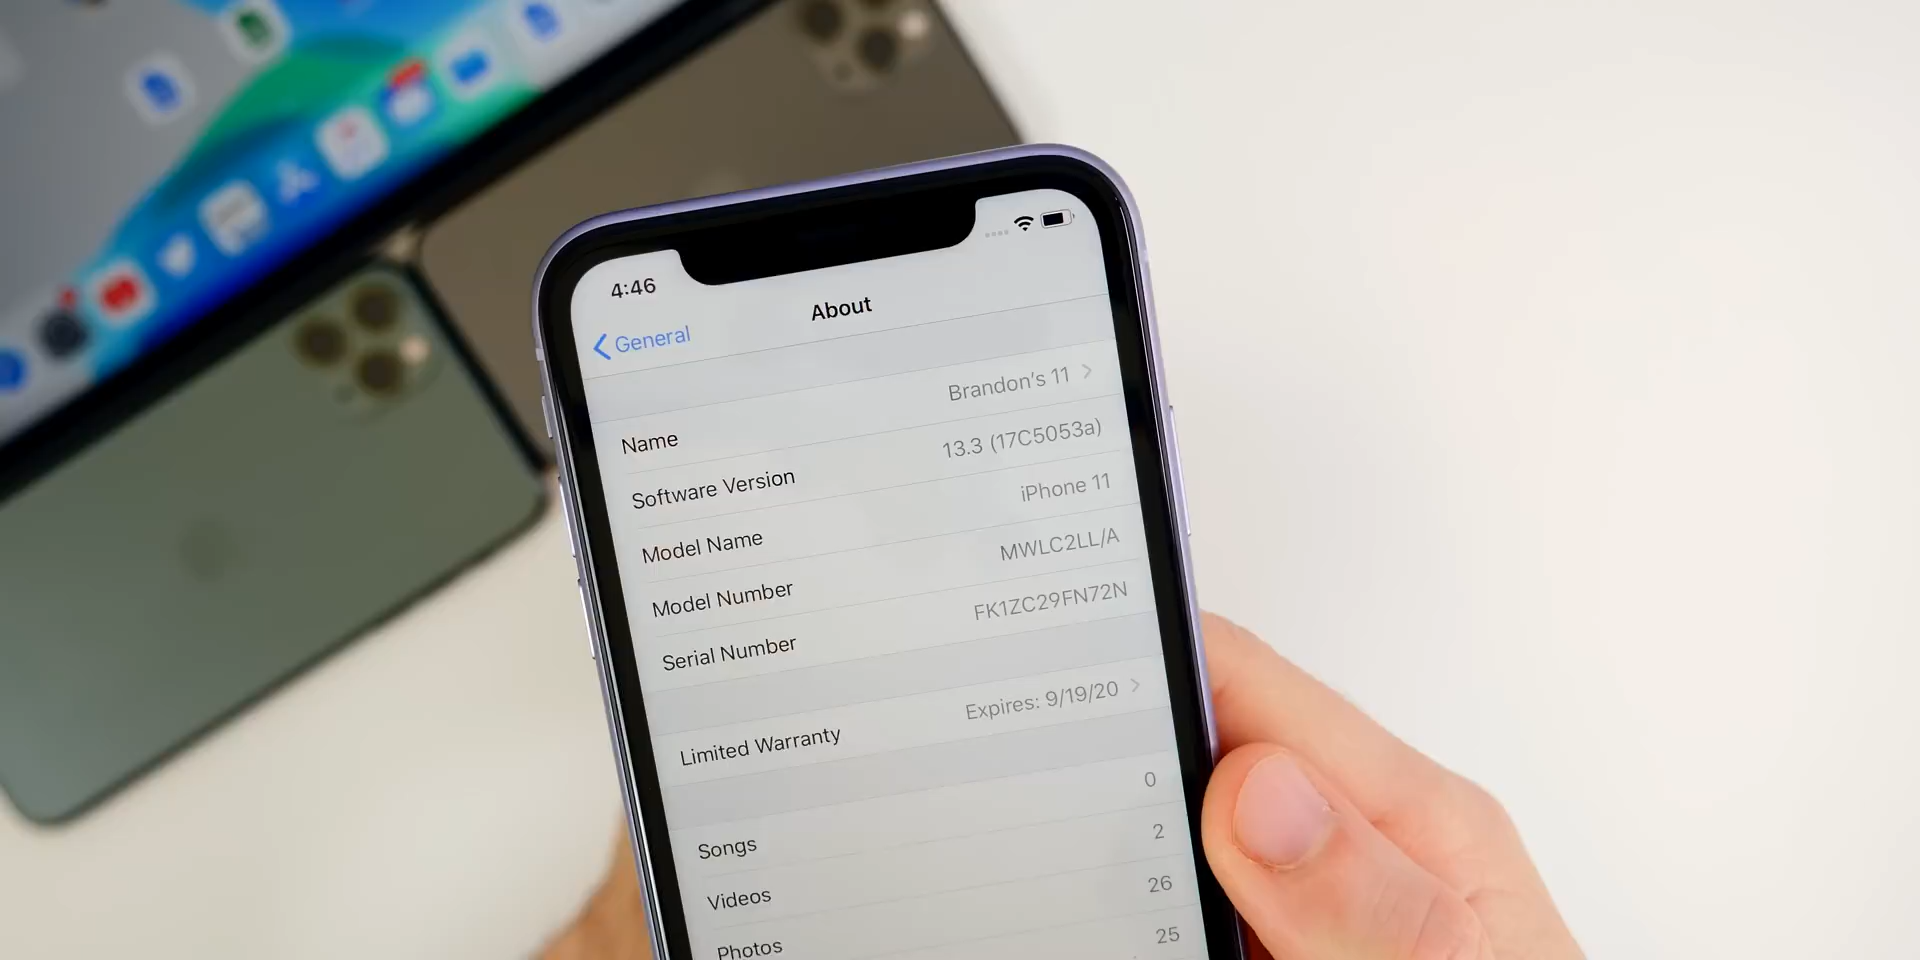 4:46
General
About
Name Brandon's 11
Software Version 13.3 (17C5053a)
Model Name iPhone 11
Model Number MWLC2LL/A
Serial Number FK1ZC29FN72N
Limited Warranty Expires: 9/19/20
Songs 0
Videos 2
Photos 26
25